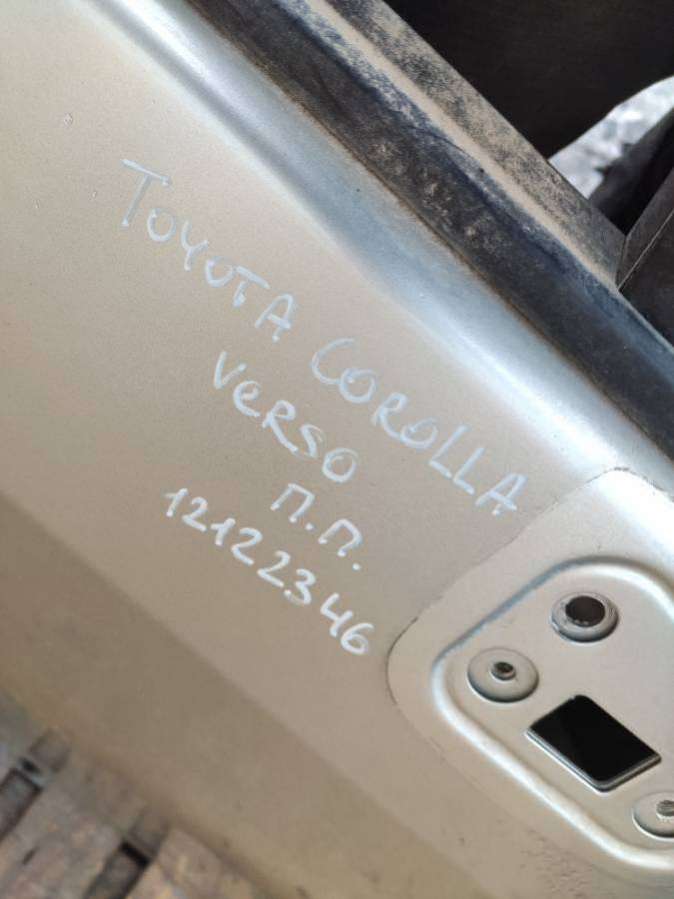 TOYOTA COROLLA
VERSO
П.П.
12122346